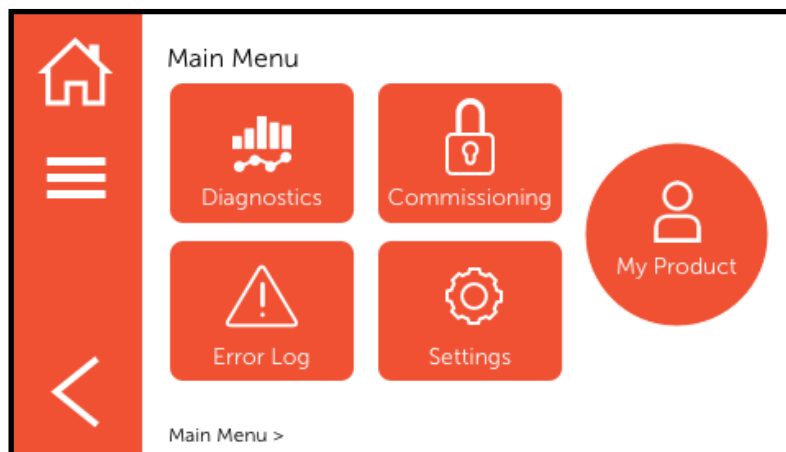 Main Menu
Diagnostics
Commissioning
My Product
Error Log
Settings
Main Menu >